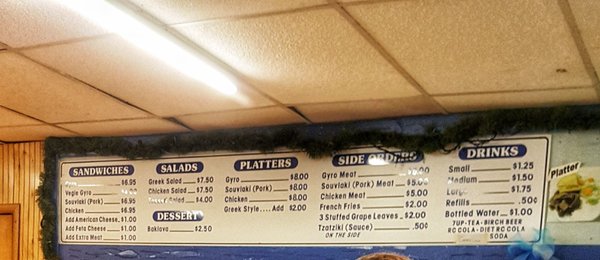 SANDWICHES
Gyro $6.95
Vegie Gyro
Souvlaki (Pork) $6.95
Chicken $6.95
Add American Cheese $1.00
Add Feta Cheese $1.00
Add Extra Meat $1.00
SALADS
Greek Salad $7.50
Chicken Salad $7.50
Salad $4.00
DESSERT
Baklava $2.50
PLATTERS
Gyro $8.00
Souvlaki (Pork) $8.00
Chicken $8.00
Greek Style.... Add $2.00
SIDE ORDERS
Gyro Meat
Souvlaki (Pork) Meat $5.00
Chicken Meat $5.00
French Fries $2.00
3 Stuffed Grape Leaves $2.00
Tzatziki (Sauce) .50¢
ON THE SIDE
DRINKS
Small $1.25
Medium $1.50
Large $1.75
Refills .50¢
Bottled Water $1.00
7UP-TEA-BIRCH BEER
RC COLA-DIET RC COLA
SODA
Platter